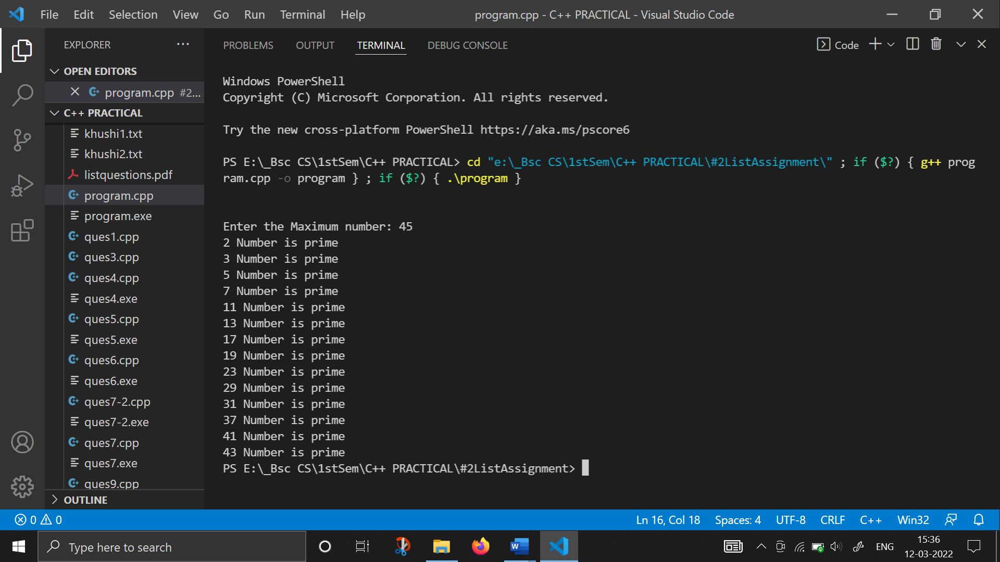 File Edit Selection View Go Run Terminal Help program.cpp - C++ PRACTICAL - Visual Studio Code
EXPLORER ···
PROBLEMS OUTPUT TERMINAL DEBUG CONSOLE Code
OPEN EDITORS
program.cpp #2...
C++ PRACTICAL
khushi1.txt
khushi2.txt
listquestions.pdf
program.cpp
program.exe
ques1.cpp
ques3.cpp
ques4.cpp
ques4.exe
ques5.cpp
ques5.exe
ques6.cpp
ques6.exe
ques7-2.cpp
ques7-2.exe
ques7.cpp
ques7.exe
ques9.cpp
OUTLINE
Windows PowerShell
Copyright (C) Microsoft Corporation. All rights reserved.
Try the new cross-platform PowerShell https://aka.ms/pscore6
PS E:\_Bsc CS\1stSem\C++ PRACTICAL> cd "e:\_Bsc CS\1stSem\C++ PRACTICAL\#2ListAssignment\" ; if ($?) { g++ prog
ram.cpp -o program } ; if ($?) { .\program }
Enter the Maximum number: 45
2 Number is prime
3 Number is prime
5 Number is prime
7 Number is prime
11 Number is prime
13 Number is prime
17 Number is prime
19 Number is prime
23 Number is prime
29 Number is prime
31 Number is prime
37 Number is prime
41 Number is prime
43 Number is prime
PS E:\_Bsc CS\1stSem\C++ PRACTICAL\#2ListAssignment>
0 0 Ln 16, Col 18 Spaces: 4 UTF-8 CRLF C++ Win32
Type here to search W ENG 15:36
12-03-2022